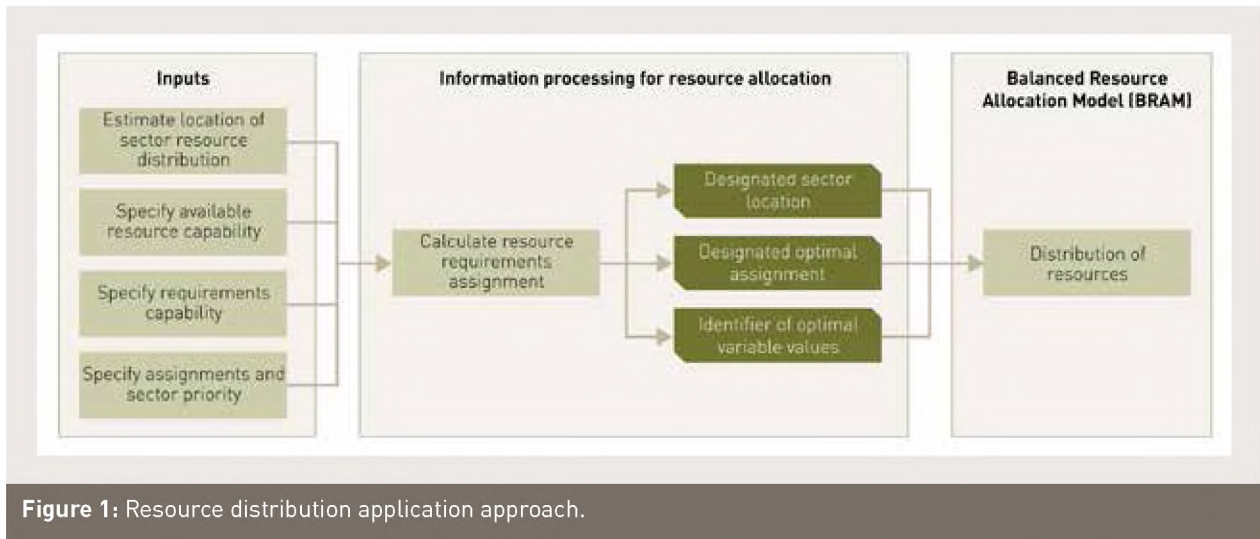 Inputs
Estimate location of
sector resource
distribution
Specify available
resource capability
Specify requirements
capability
Specify assignments and
sector priority
Information processing for resource allocation
Calculate resource
requirements
assignment
Designated sector
location
Designated optimal
assignment
Identifier of optimal
variable values
Balanced Resource
Allocation Model (BRAM)
Distribution of
resources
Figure 1: Resource distribution application approach.